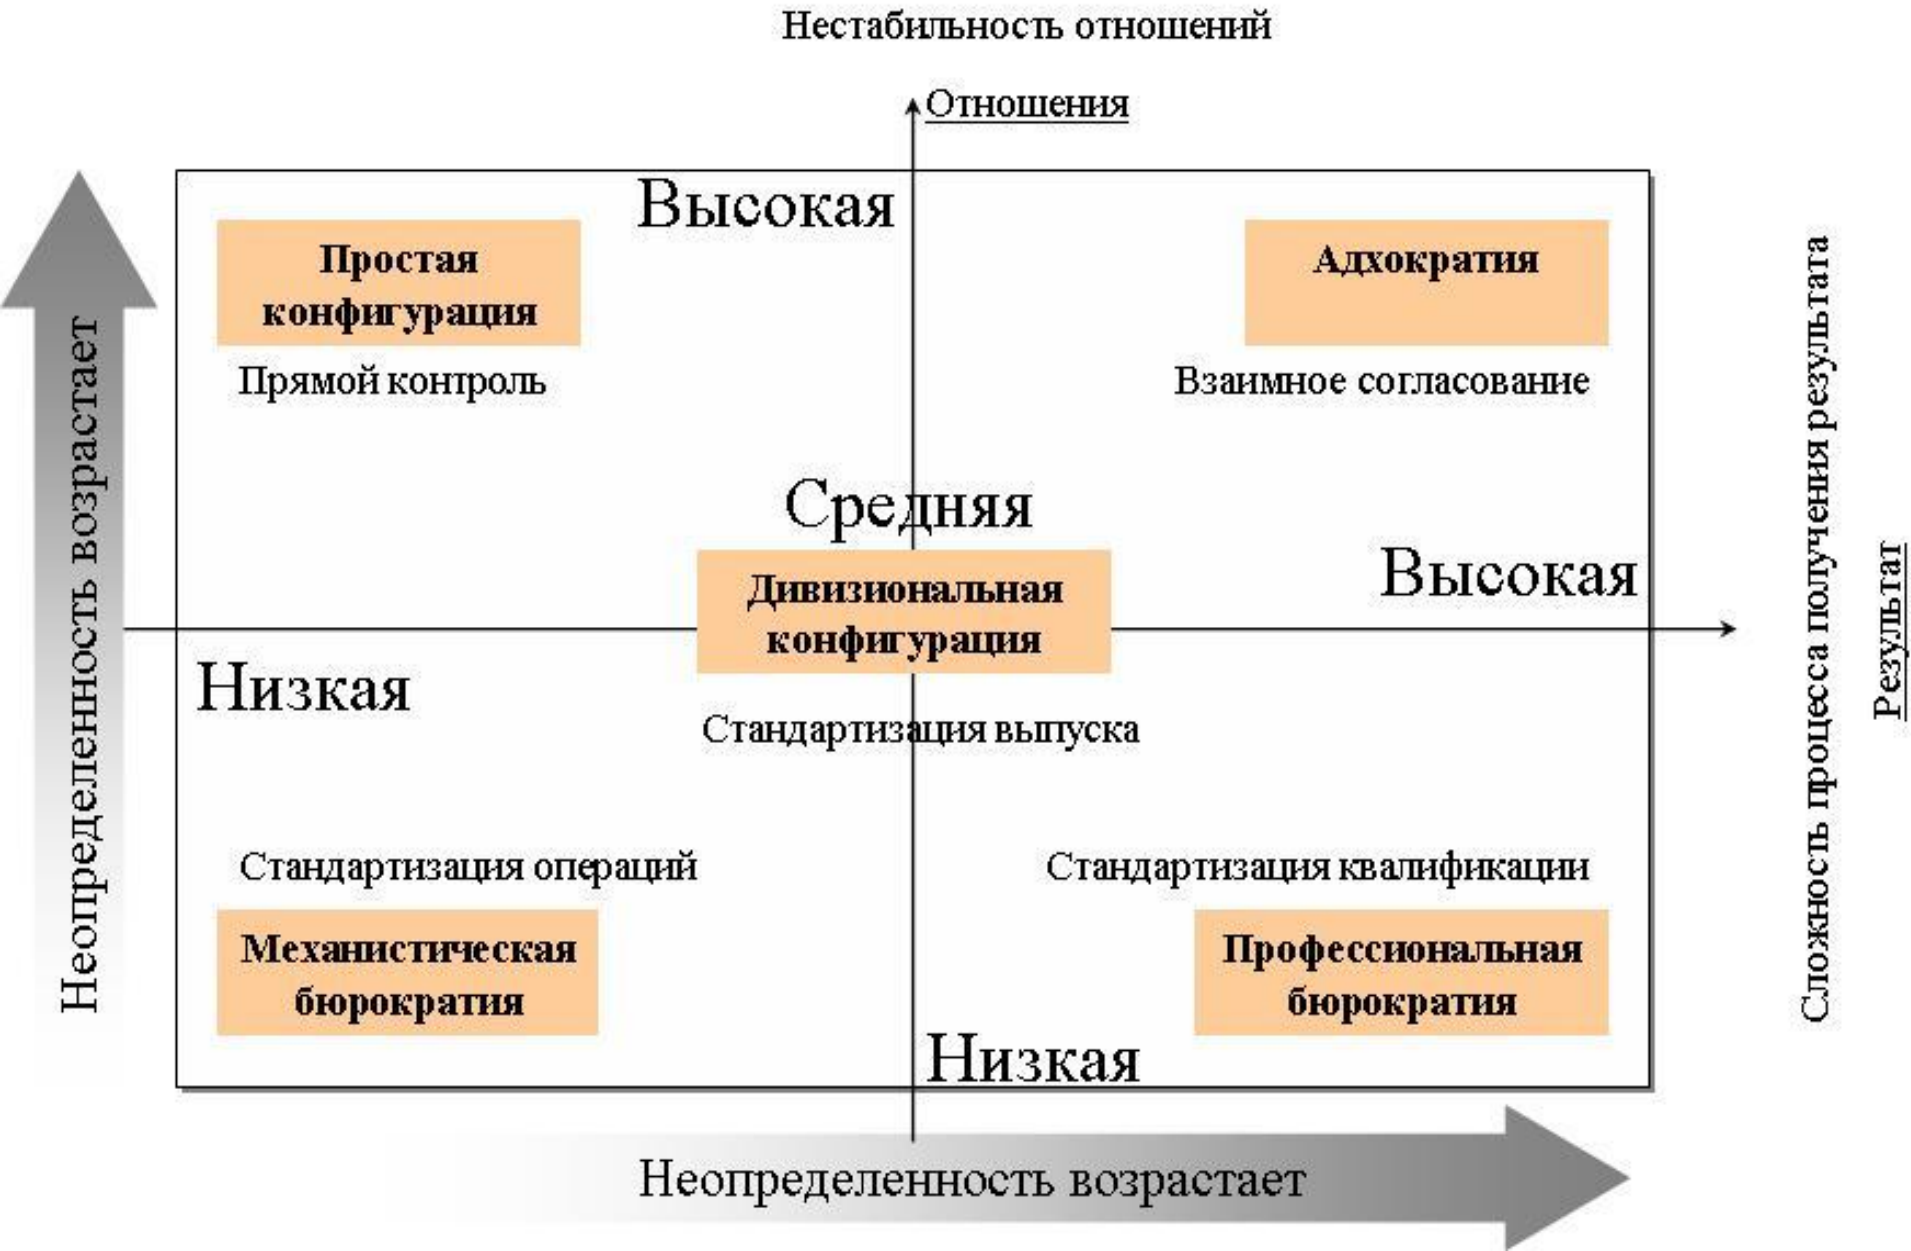 Нестабильность отношений
Отношения
Высокая
Простая
конфигурация
Прямой контроль
Адхократия
Взаимное согласование
Неопределенность возрастает
Средняя
Дивизиональная
конфигурация
Стандартизация выпуска
Высокая
Низкая
Сложность процесса получения результата
Результат
Стандартизация операций
Механистическая
бюрократия
Стандартизация квалификации
Профессиональная
бюрократия
Низкая
Неопределенность возрастает